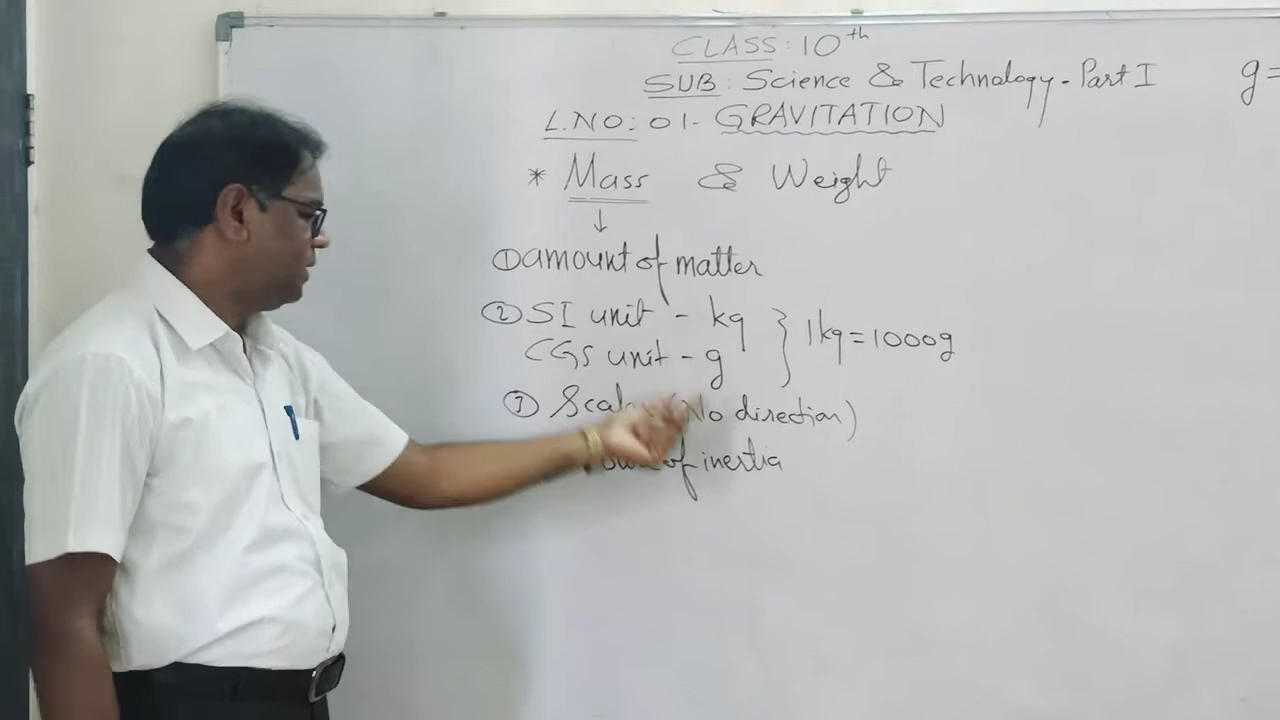 CLASS: 10th
SUB: Science & Technology - Part I
g=
L.NO: 01- GRAVITATION
* Mass & Weight
↓
① amount of matter
② SI unit - kg
CGS unit - g
} 1kg = 1000g
③ (No direction)
of inertia